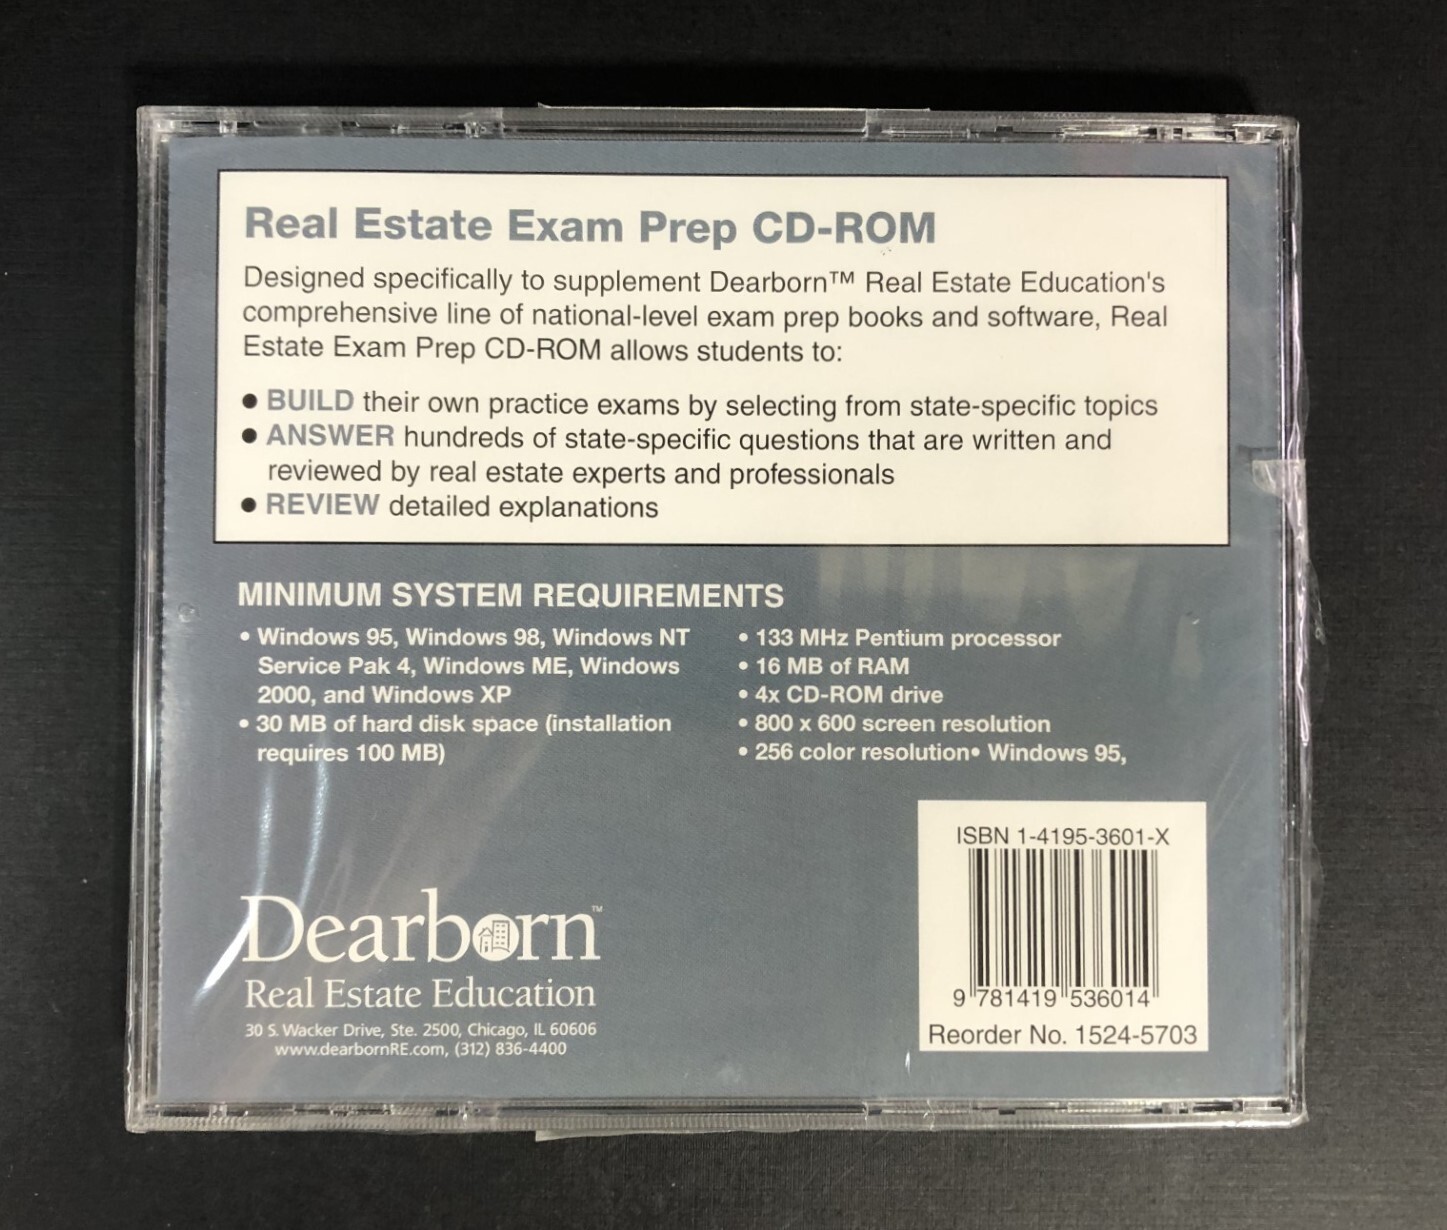 Real Estate Exam Prep CD-ROM
Designed specifically to supplement Dearborn™ Real Estate Education's
comprehensive line of national-level exam prep books and software, Real
Estate Exam Prep CD-ROM allows students to:
● BUILD their own practice exams by selecting from state-specific topics
● ANSWER hundreds of state-specific questions that are written and
reviewed by real estate experts and professionals
● REVIEW detailed explanations
MINIMUM SYSTEM REQUIREMENTS
• Windows 95, Windows 98, Windows NT
Service Pak 4, Windows ME, Windows
2000, and Windows XP
• 30 MB of hard disk space (installation
requires 100 MB)
• 133 MHz Pentium processor
• 16 MB of RAM
• 4x CD-ROM drive
• 800 x 600 screen resolution
• 256 color resolution• Windows 95,
Dearborn™
Real Estate Education
30 S. Wacker Drive, Ste. 2500, Chicago, IL 60606
www.dearbornRE.com, (312) 836-4400
ISBN 1-4195-3601-X
9 781419 536014
Reorder No. 1524-5703